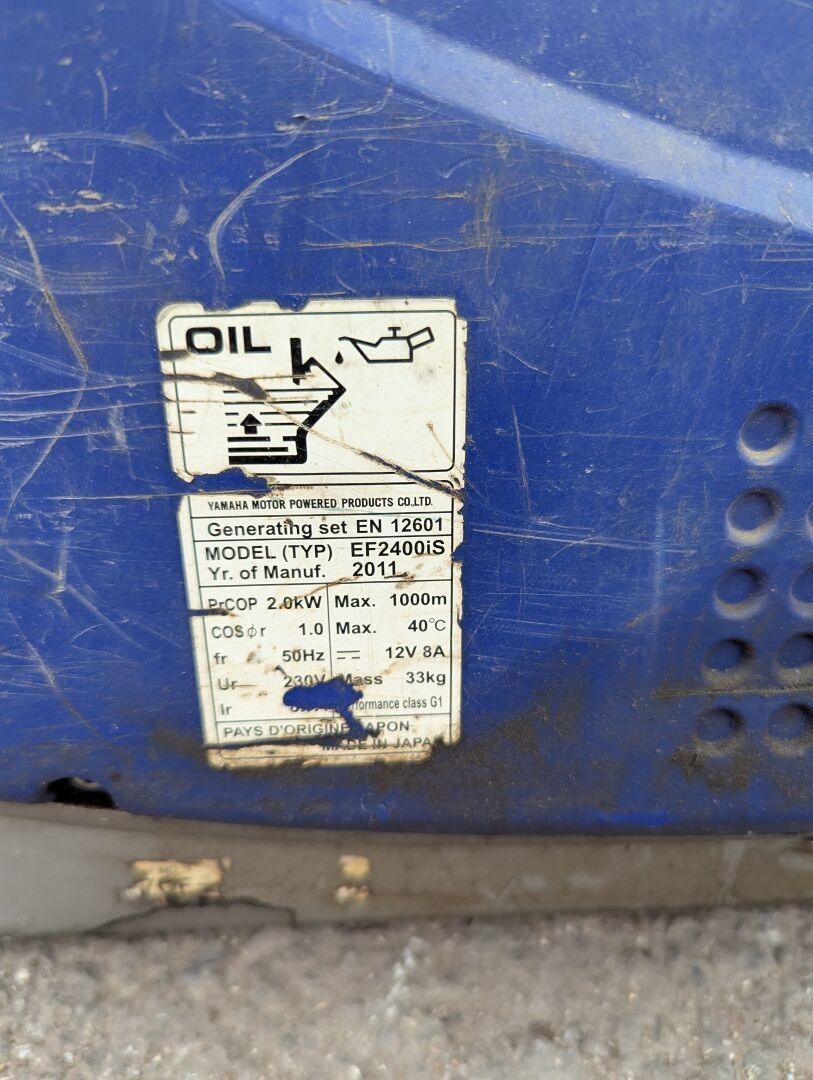 OIL
YAMAHA MOTOR POWERED PRODUCTS CO.,LTD.
Generating set EN 12601
MODEL (TYP) EF2400iS
Yr. of Manuf. 2011
PrCOP 2.0kW Max. 1000m
COSϕr 1.0 Max. 40°C
fr 50Hz ⎓ 12V 8A
Ur 230V Mass 33kg
Ir class G1
PAYS D'ORIGINE JAPON
MADE IN JAPAN